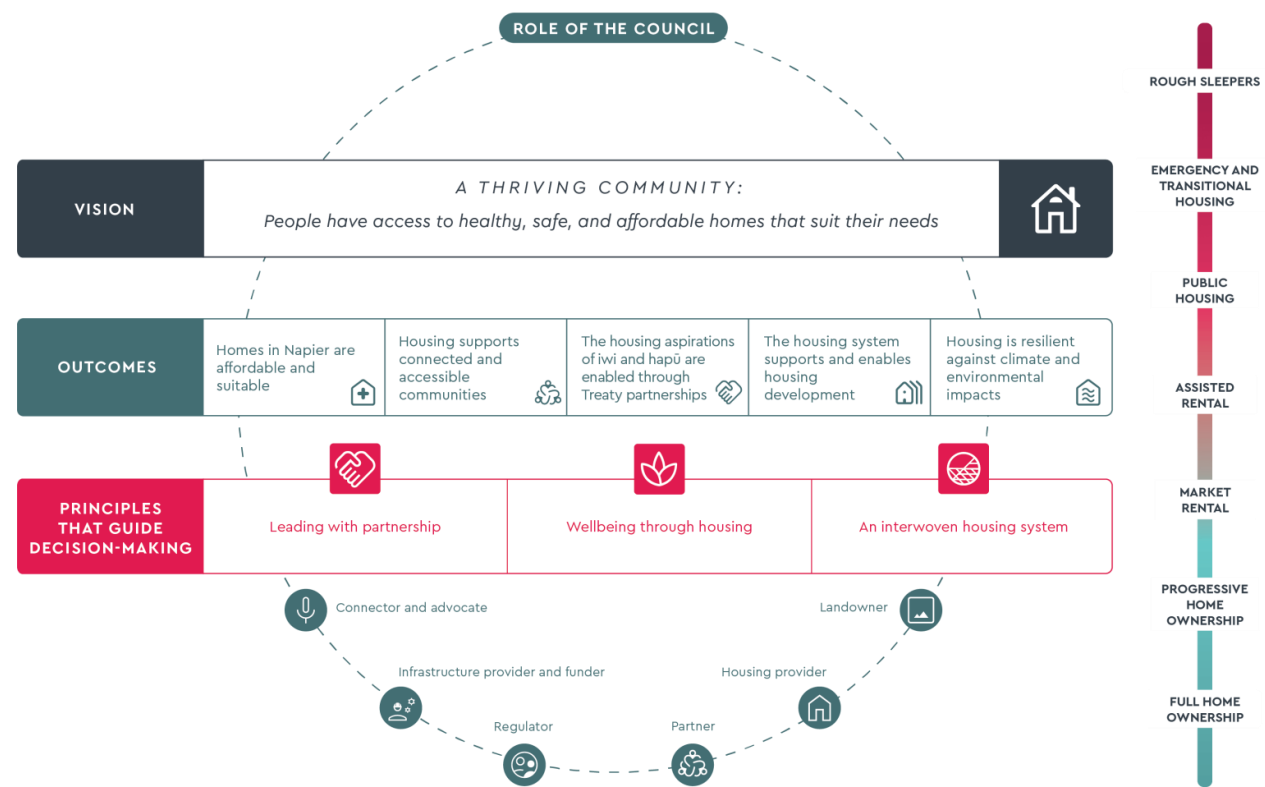 ROLE OF THE COUNCIL
VISION
A THRIVING COMMUNITY:
People have access to healthy, safe, and affordable homes that suit their needs
OUTCOMES
Homes in Napier are
affordable and
suitable
Housing supports
connected and
accessible
communities
The housing aspirations
of iwi and hapū are
enabled through
Treaty partnerships
The housing system
supports and enables
housing
development
Housing is resilient
against climate and
environmental
impacts
PRINCIPLES
THAT GUIDE
DECISION-MAKING
Leading with partnership
Wellbeing through housing
An interwoven housing system
Connector and advocate
Infrastructure provider and funder
Regulator
Partner
Housing provider
Landowner
ROUGH SLEEPERS
EMERGENCY AND
TRANSITIONAL
HOUSING
PUBLIC
HOUSING
ASSISTED
RENTAL
MARKET
RENTAL
PROGRESSIVE
HOME
OWNERSHIP
FULL HOME
OWNERSHIP